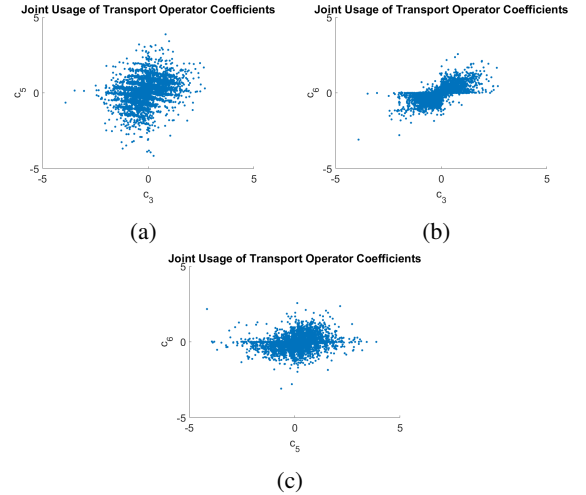 Joint Usage of Transport Operator Coefficients
5
0
-5
c5
-5
0
5
c3
(a)
Joint Usage of Transport Operator Coefficients
5
0
-5
c6
-5
0
5
c3
(b)
Joint Usage of Transport Operator Coefficients
5
0
-5
c6
-5
0
5
c5
(c)